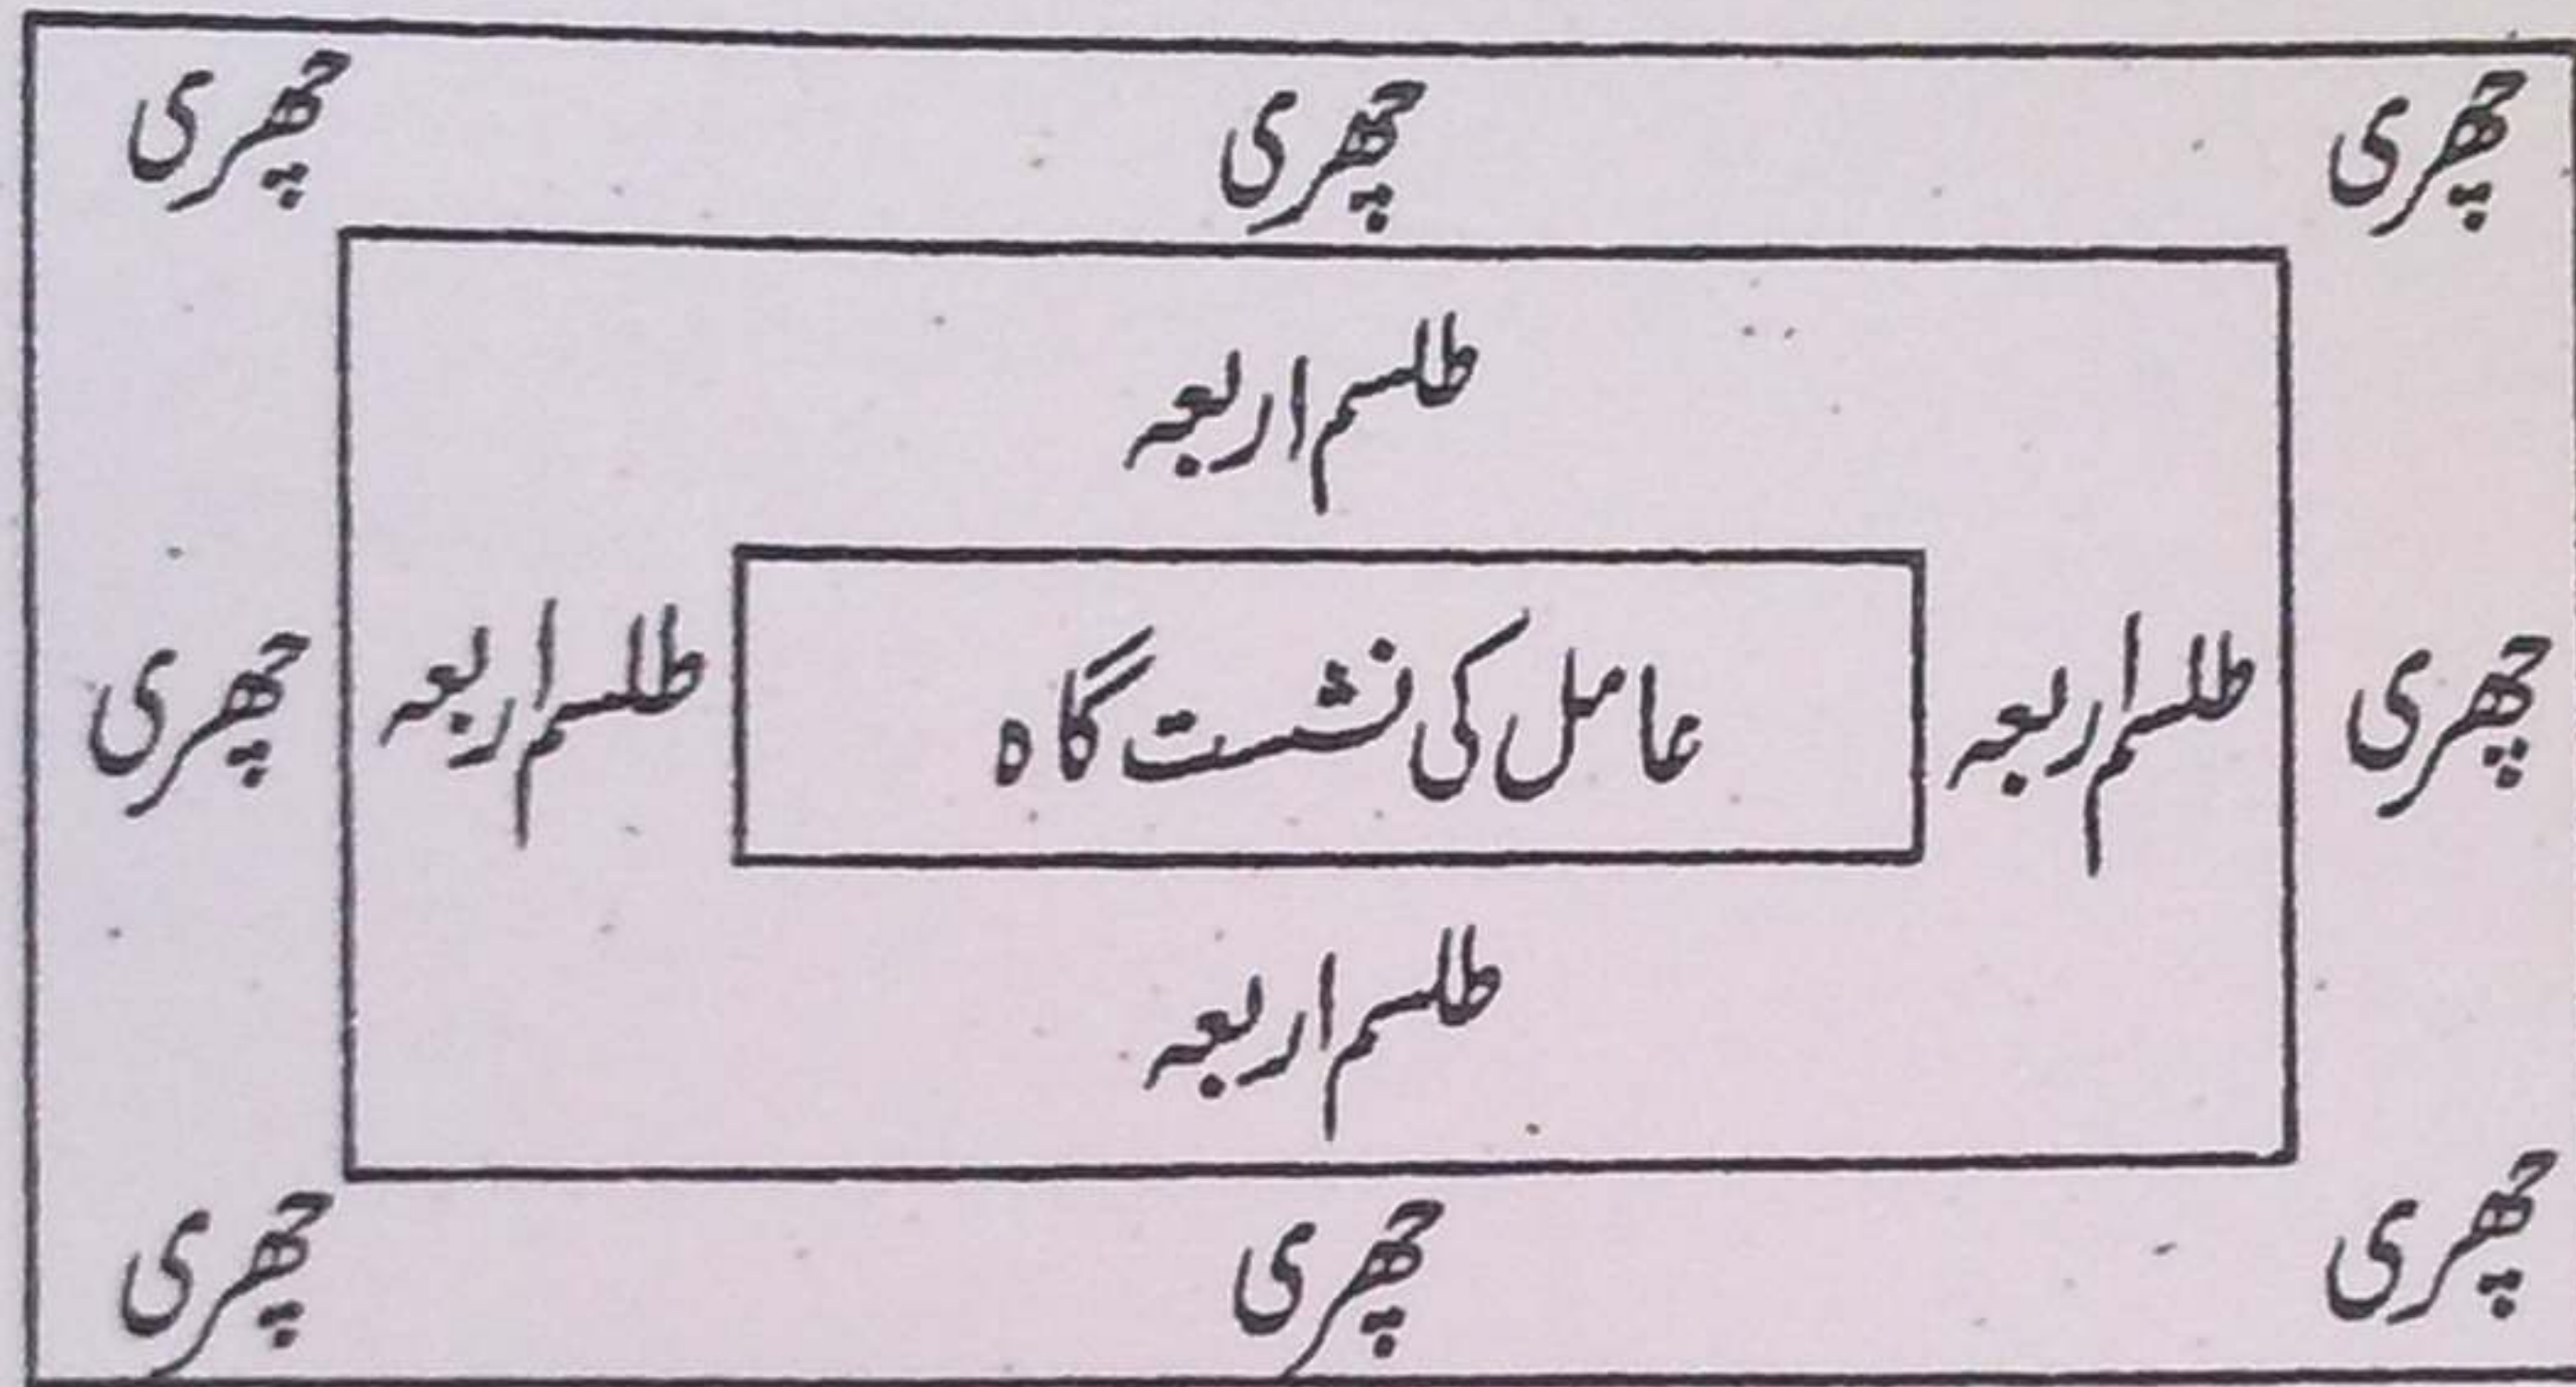 چھری چھری چھری
طلسم اربعہ
چھری طلسم اربعہ عامل کی نشست گاہ طلسم اربعہ چھری
طلسم اربعہ
چھری چھری چھری